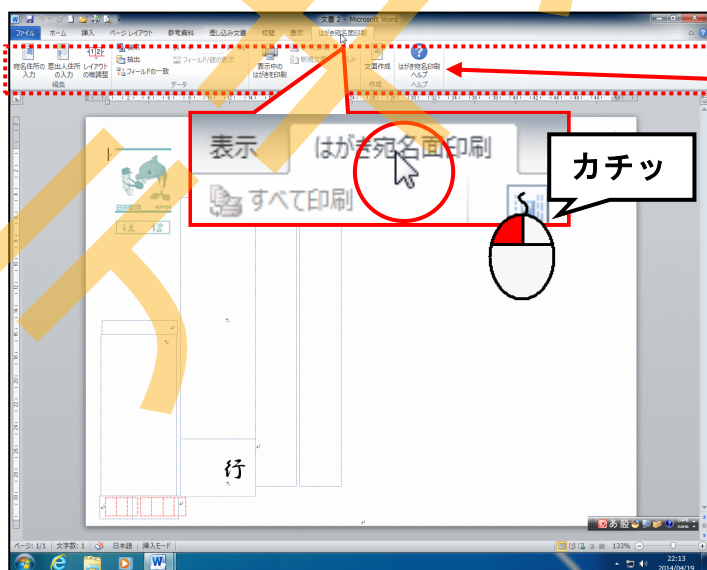 文書 2 - Microsoft Word
ファイル ホーム 挿入 ページ レイアウト 参考資料 差し込み文書 校閲 表示 はがき宛名面印刷
宛名住所の入力 差出人住所の入力 レイアウトの微調整
抽出
フィールドの一致
表示中のはがきを印刷
文面作成 はがき宛名印刷ヘルプ
編集 データ 作成 ヘルプ
表示 はがき宛名面印刷
すべて印刷
カチッ
行
ページ: 1/1 文字数: 1 日本語 挿入モード 133%
あ 般
22:13
2014/04/19